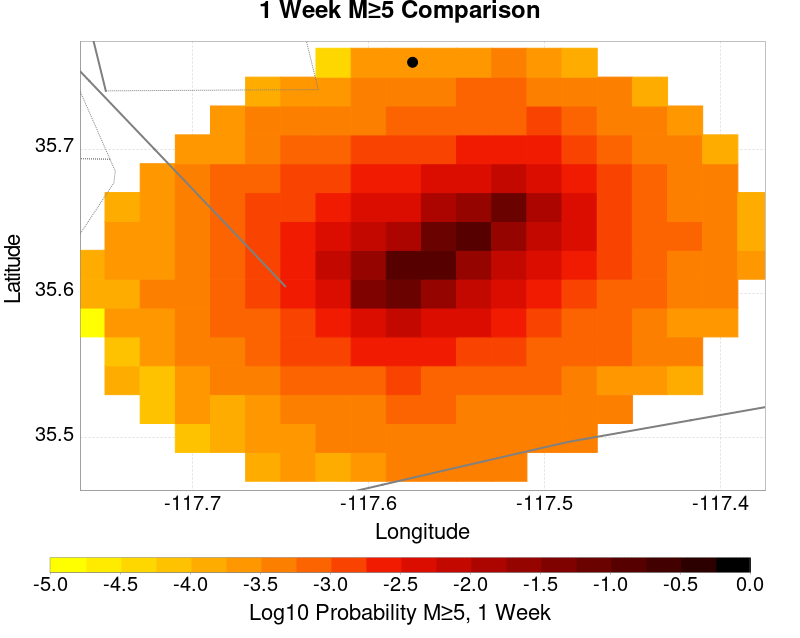 1 Week M≥5 Comparison
35.7
35.6
35.5
Latitude
-117.7 -117.6 -117.5 -117.4
Longitude
-5.0 -4.5 -4.0 -3.5 -3.0 -2.5 -2.0 -1.5 -1.0 -0.5 0.0
Log10 Probability M≥5, 1 Week